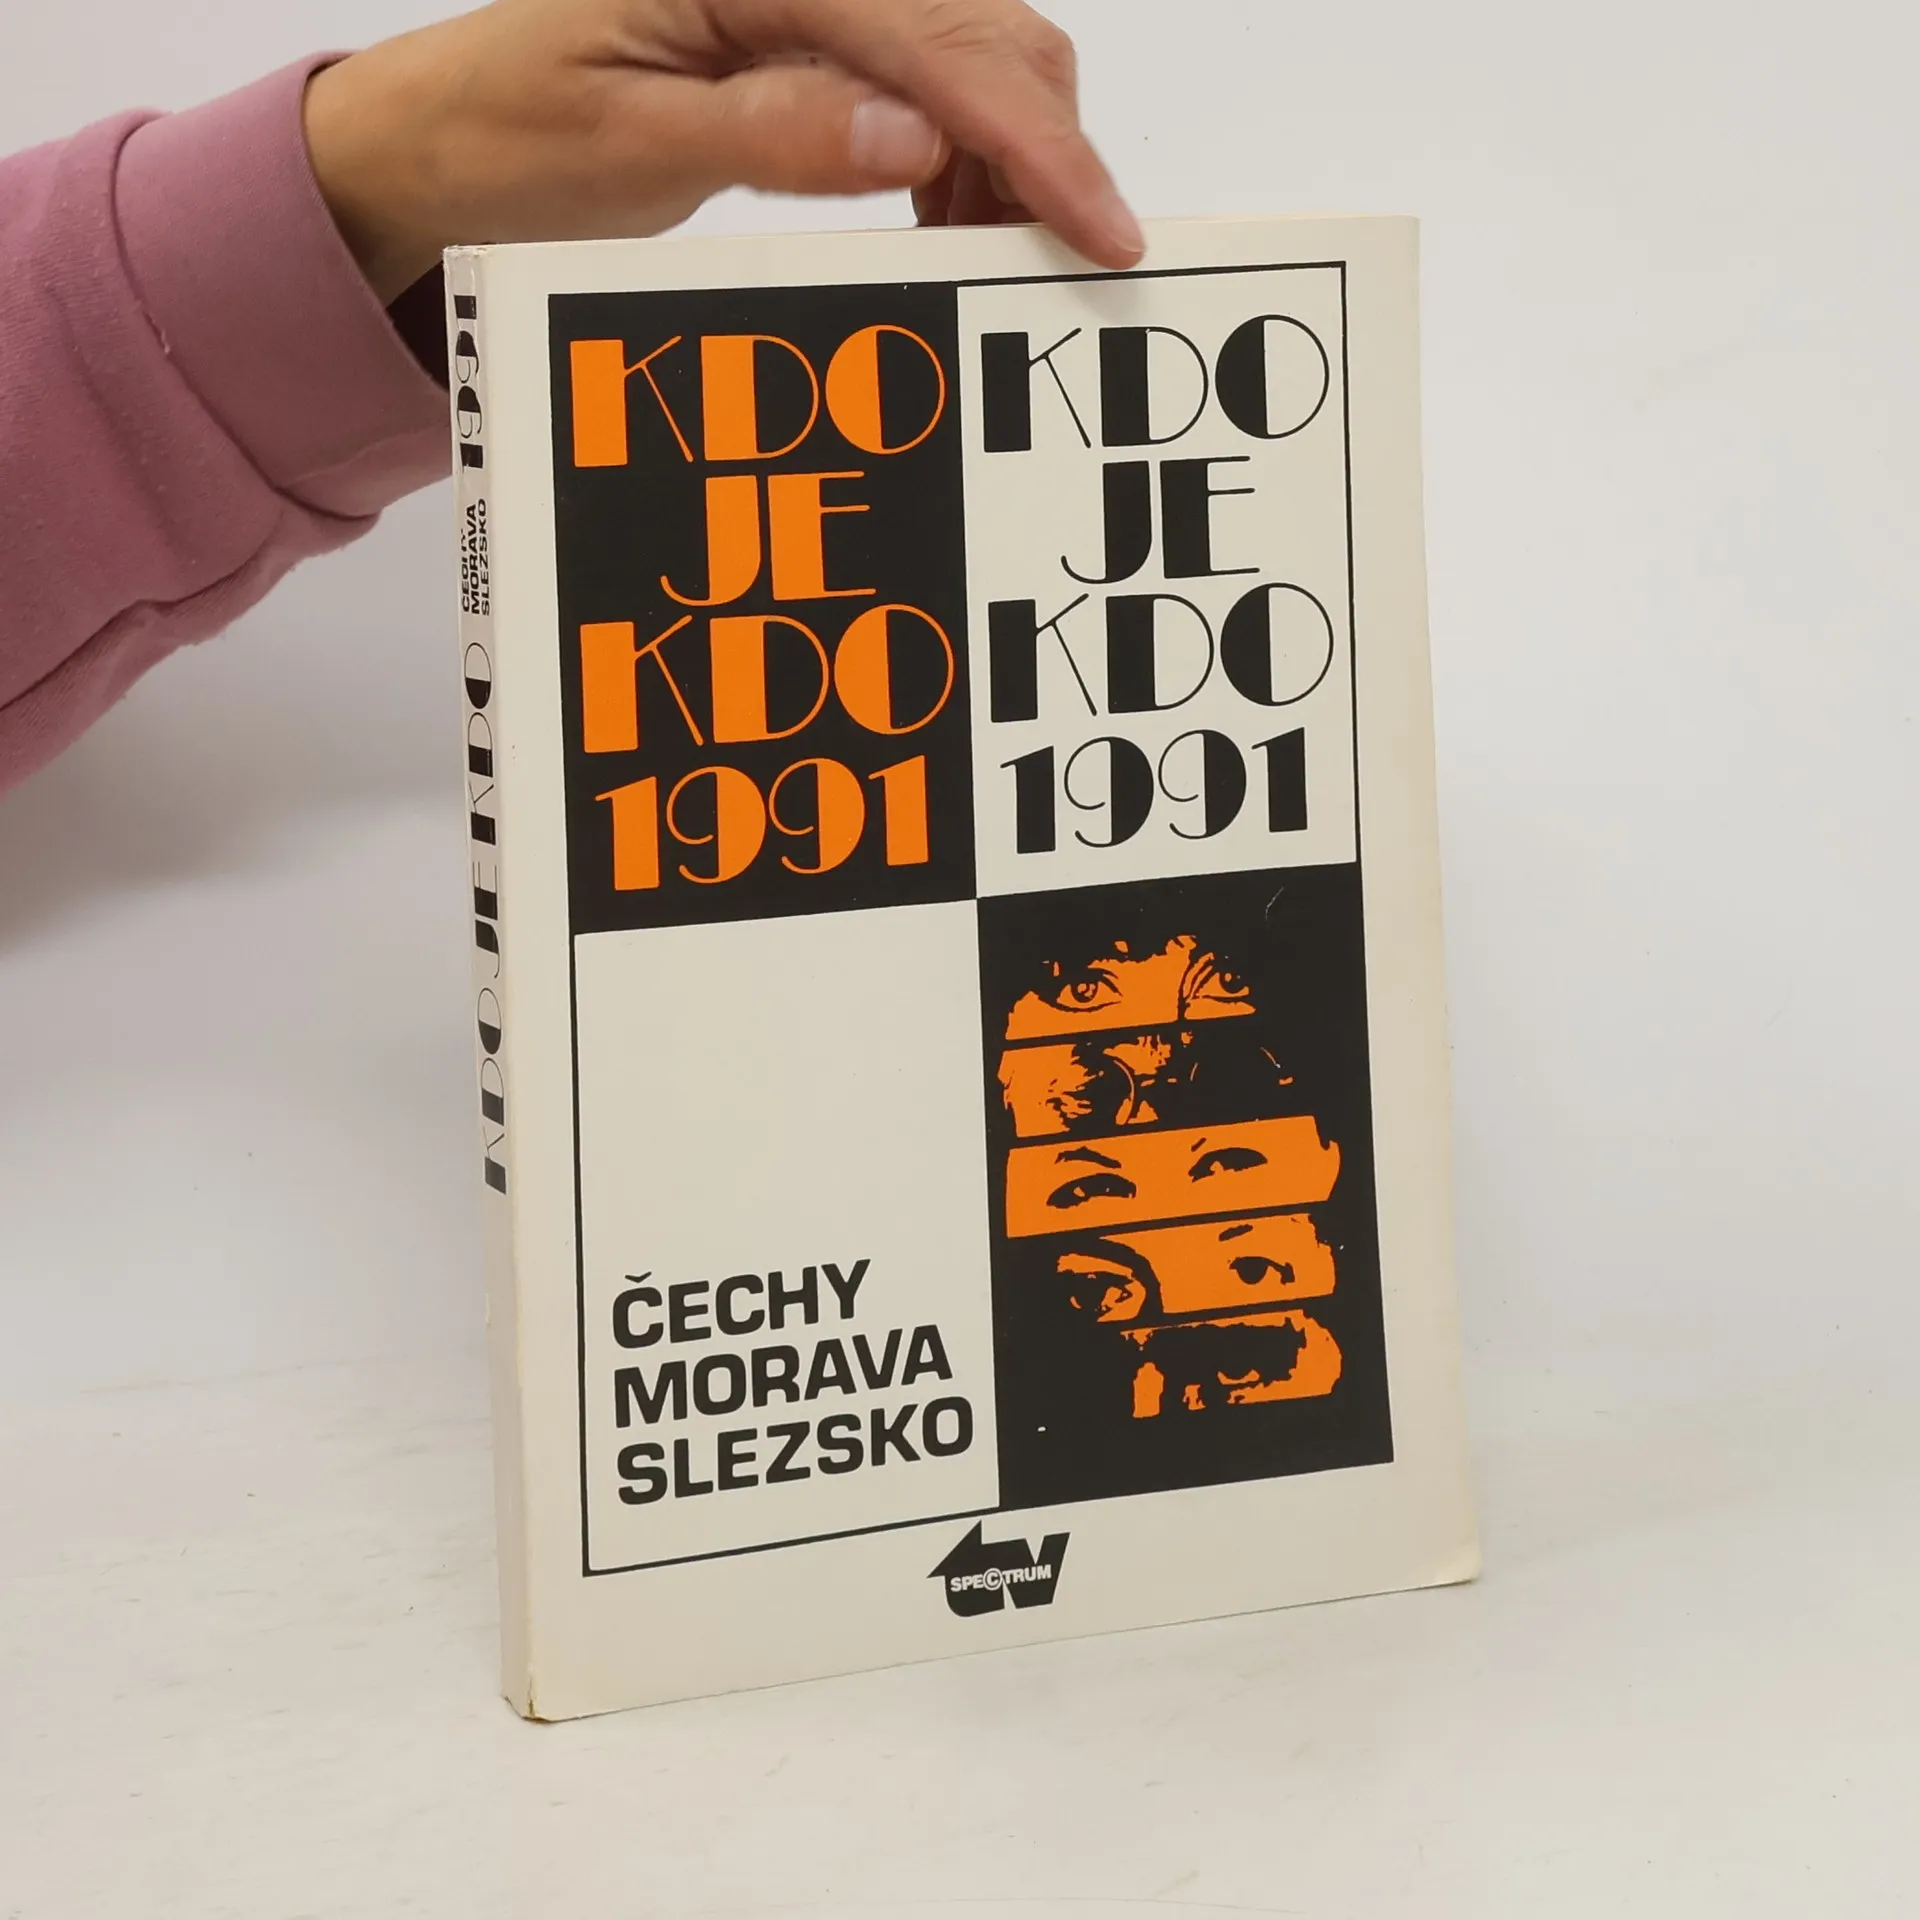 KDO
JE
KDO
1991
KDO
JE
KDO
1991
ČECHY
MORAVA
SLEZSKO
tv
SPECTRUM
KDO JE KDO
ČECHY
MORAVA
SLEZSKO
1991